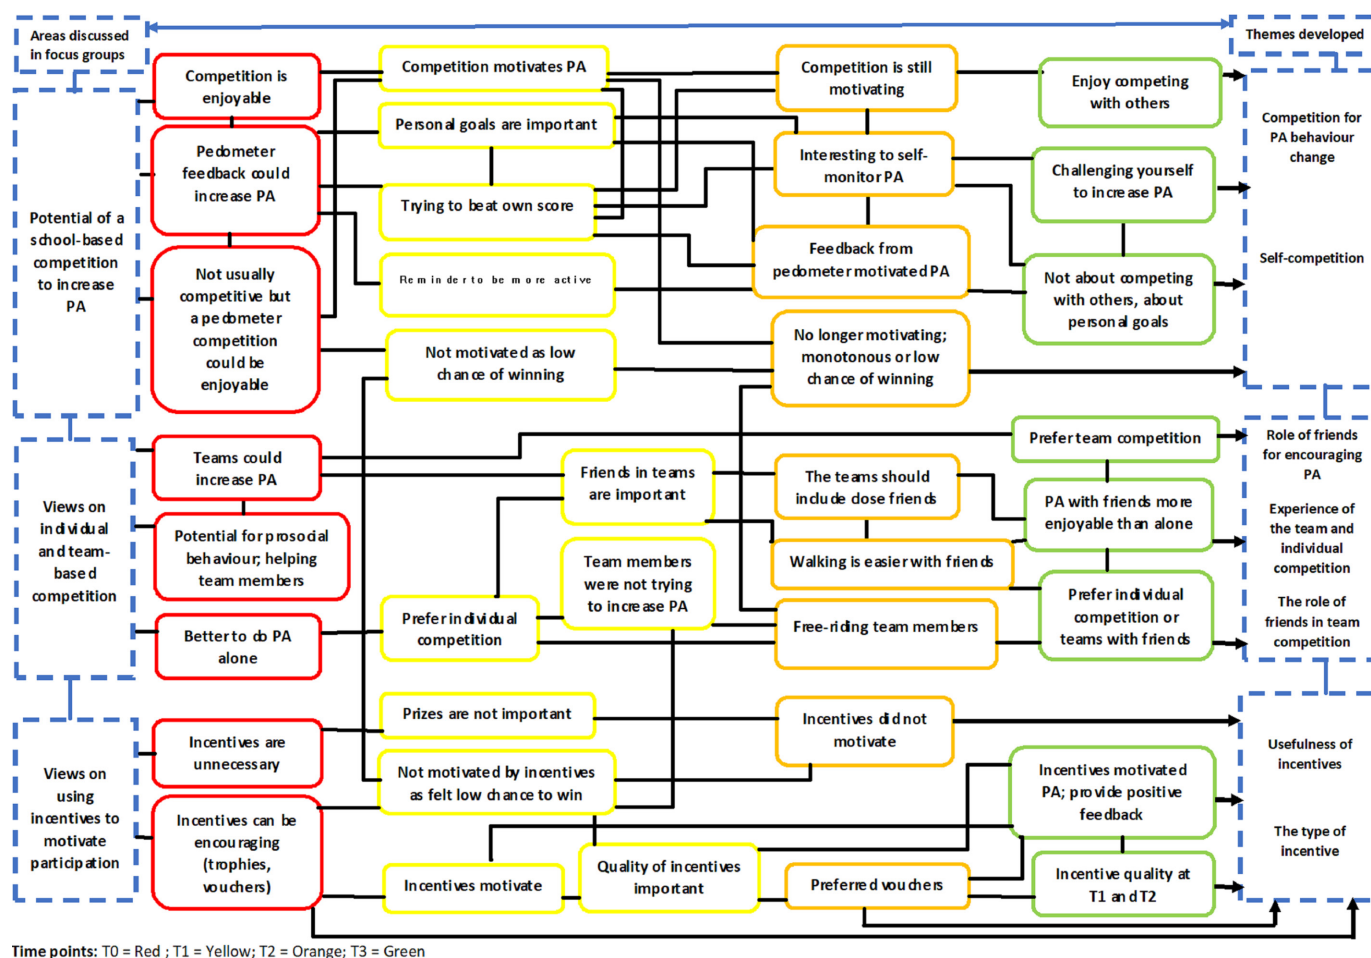 Areas discussed
in focus groups
Themes developed
Competition is
enjoyable
Competition motivates PA
Competition is still
motivating
Enjoy competing
with others
Competition for
PA behaviour
change
Potential of a
school-based
competition
to increase
PA
Pedometer
feedback could
increase PA
Personal goals are important
Interesting to self-
monitor PA
Challenging yourself
to increase PA
Trying to beat own score
Self-competition
Not usually
competitive but
a pedometer
competition
could be
enjoyable
Reminder to be more active
Feedback from
pedometer motivated PA
Not about competing
with others, about
personal goals
Not motivated as low
chance of winning
No longer motivating;
monotonous or low
chance of winning
Views on
individual
and team-
based
competition
Teams could
increase PA
Friends in teams
are important
The teams should
include close friends
Prefer team competition
Role of friends
for encouraging
PA
Potential for prosocial
behaviour; helping
team members
Team members
were not trying
to increase PA
Walking is easier with friends
PA with friends more
enjoyable than alone
Experience of
the team and
individual
competition
Better to do PA
alone
Prefer individual
competition
Free-riding team members
Prefer individual
competition or
teams with friends
The role of
friends in team
competition
Views on
using
incentives to
motivate
participation
Incentives are
unnecessary
Prizes are not important
Incentives did not
motivate
Usefulness of
incentives
Incentives can be
encouraging
(trophies,
vouchers)
Not motivated by incentives
as felt low chance to win
Incentives motivated
PA; provide positive
feedback
The type of
incentive
Incentives motivate
Quality of incentives
important
Preferred vouchers
Incentive quality at
T1 and T2
Time points: T0 = Red ; T1 = Yellow; T2 = Orange; T3 = Green